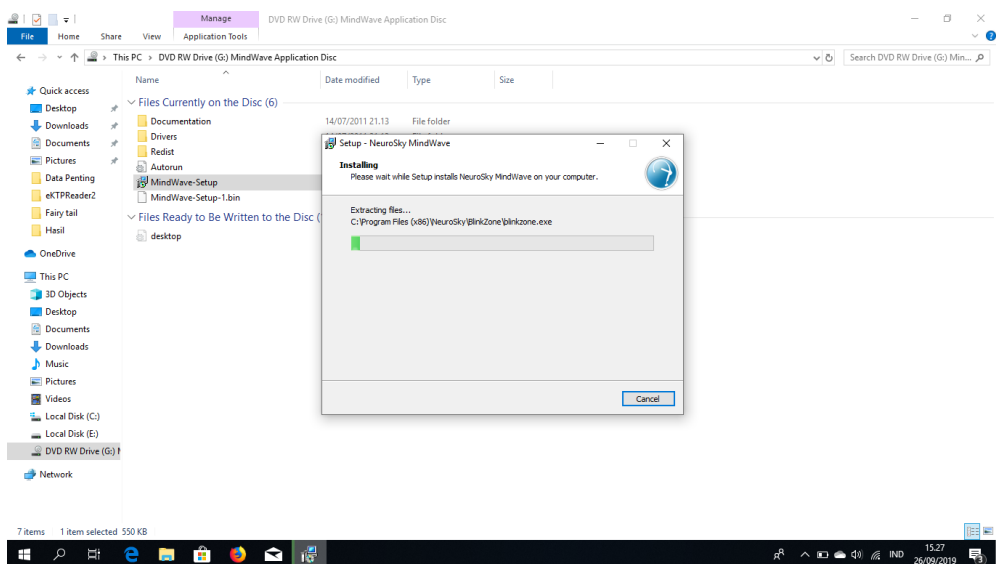 Manage
DVD RW Drive (G:) MindWave Application Disc
File Home Share View Application Tools
This PC > DVD RW Drive (G:) MindWave Application Disc
Search DVD RW Drive (G:) Min...
Name Date modified Type Size
Quick access
Desktop
Downloads
Documents
Pictures
Data Penting
eKTPReader2
Fairy tail
Hasil
OneDrive
This PC
3D Objects
Desktop
Documents
Downloads
Music
Pictures
Videos
Local Disk (C:)
Local Disk (E:)
DVD RW Drive (G:) M
Network
Files Currently on the Disc (6)
Documentation 14/07/2011 21.13 File folder
Drivers
Redist
Autorun
MindWave-Setup
MindWave-Setup-1.bin
Files Ready to Be Written to the Disc (
desktop
Setup - NeuroSky MindWave
Installing
Please wait while Setup installs NeuroSky MindWave on your computer.
Extracting files...
C:\Program Files (x86)\NeuroSky\BlinkZone\blinkzone.exe
Cancel
7 items 1 item selected 550 KB
IND
15.27
26/09/2019